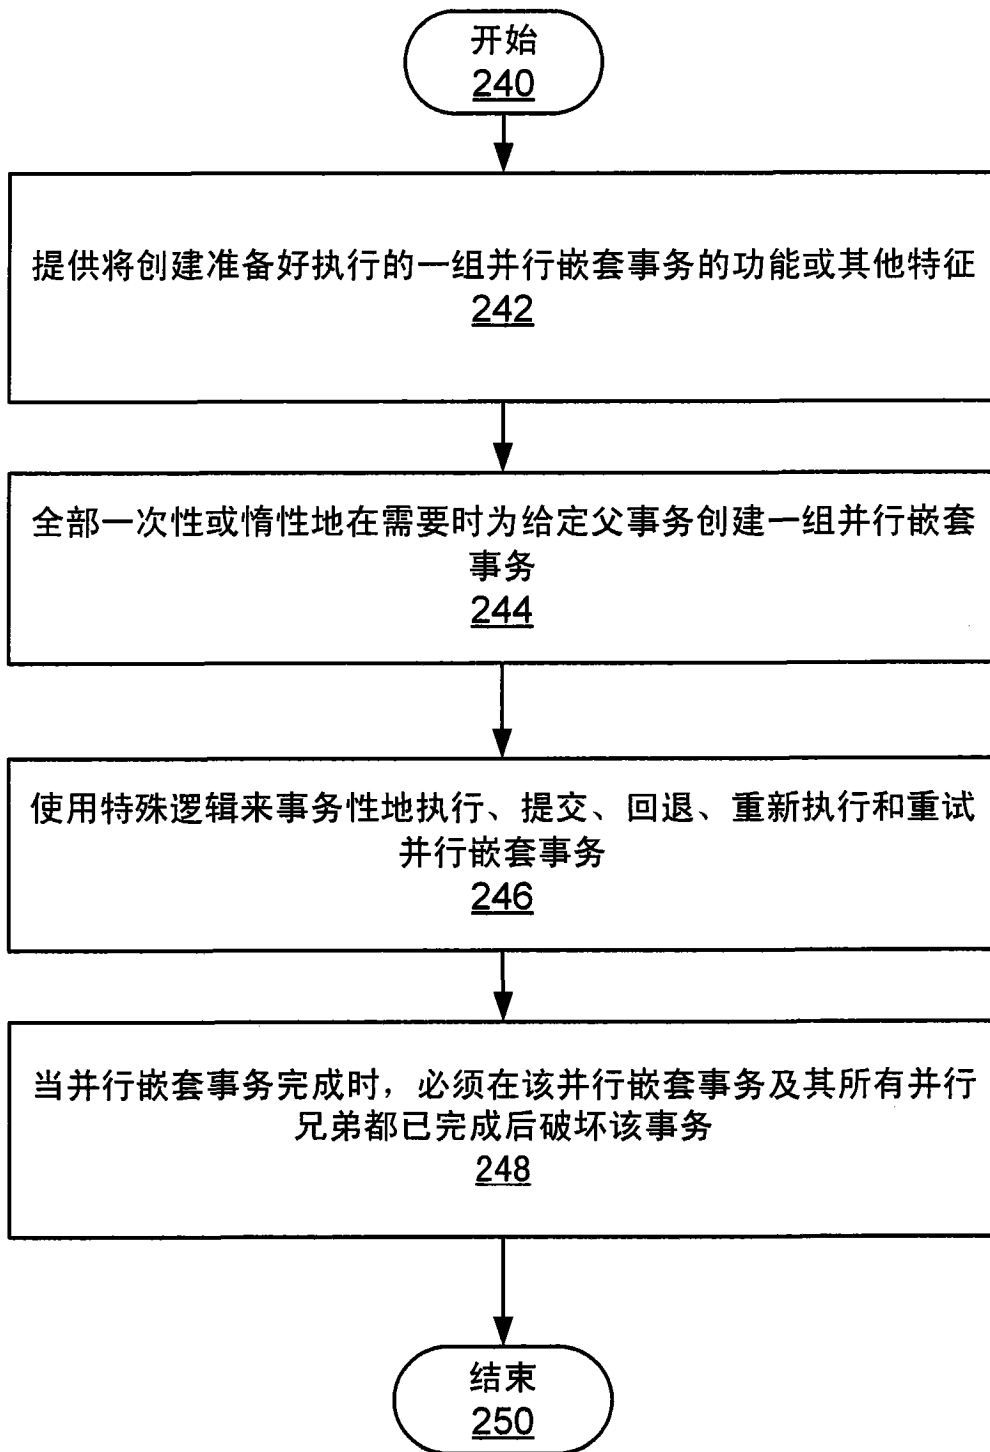 开始
240
提供将创建准备好执行的一组并行嵌套事务的功能或其他特征
242
全部一次性或惰性地在需要时为给定父事务创建一组并行嵌套
事务
244
使用特殊逻辑来事务性地执行、提交、回退、重新执行和重试
并行嵌套事务
246
当并行嵌套事务完成时，必须在该并行嵌套事务及其所有并行
兄弟都已完成后破坏该事务
248
结束
250